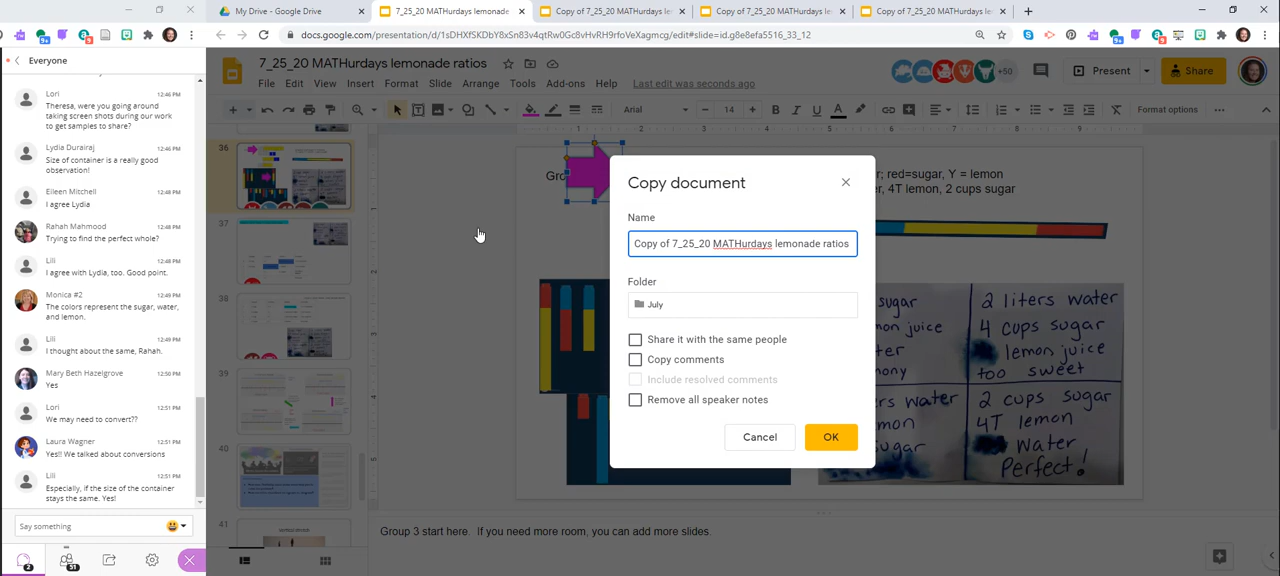 My Drive - Google Drive
7_25_20 MATHurdays lemonade
Copy of 7_25_20 MATHurdays le
Copy of 7_25_20 MATHurdays le
Copy of 7_25_20 MATHurdays le
docs.google.com/presentation/d/1sDHXfSKDbY8xSn83v4qtRw0Gc8vHvRH9rfoVeXagmcg/edit#slide=id.g8e8efa5516_33_12
Everyone
Lori
12:46 PM
Theresa, were you going around
taking screen shots during our work
to get samples to share?
Lydia Durairaj
12:46 PM
Size of container is a really good
observation!
Eileen Mitchell
12:48 PM
I agree Lydia
Rahah Mahmood
12:48 PM
Trying to find the perfect whole?
Lili
12:48 PM
I agree with Lydia, too. Good point.
Monica #2
12:49 PM
The colors represent the sugar, water,
and lemon.
Lili
12:49 PM
I thought about the same, Rahah.
Mary Beth Hazelgrove
12:50 PM
Yes
Lori
12:51 PM
We may need to convert??
Laura Wagner
12:51 PM
Yes!! We talked about conversions
Lili
12:51 PM
Especially, if the size of the container
stays the same. Yes!
Say something
2
51
7_25_20 MATHurdays lemonade ratios
File Edit View Insert Format Slide Arrange Tools Add-ons Help Last edit was seconds ago
+50
Present
Share
Arial
14
B I U A
Format options
36
37
38
39
40
41
Gro
; red=sugar, Y = lemon
er, 4T lemon, 2 cups sugar
sugar
mon juice
ter
mony
2 liters water
4 cups sugar
lemon juice
too sweet
rs water
mon
sugar
2 cups sugar
4T lemon
water
Perfect!
Copy document
Name
Copy of 7_25_20 MATHurdays lemonade ratios
Folder
July
Share it with the same people
Copy comments
Include resolved comments
Remove all speaker notes
Cancel
OK
Group 3 start here. If you need more room, you can add more slides.